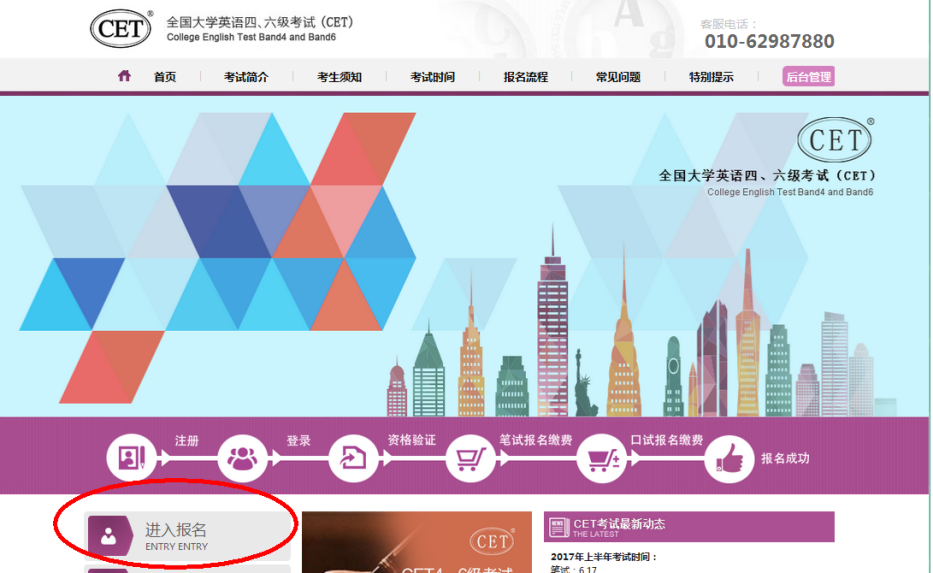 CET®
全国大学英语四、六级考试（CET）
College English Test Band4 and Band6
客服电话：
010-62987880
首页
考试简介
考生须知
考试时间
报名流程
常见问题
特别提示
后台管理
CET®
全国大学英语四、六级考试（CET）
College English Test Band4 and Band6
注册
登录
资格验证
笔试报名缴费
口试报名缴费
报名成功
进入报名
ENTRY ENTRY
CET
NEWS
CET考试最新动态
THE LATEST
2017年上半年考试时间：
笔试：6.17